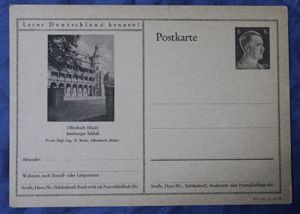 Lernt Deutschland kennen!
Postkarte
Offenbach (Main)
Isenburger Schloß
Absender:
Wohnort, auch Zustell- oder Leitpostamt
Straße, Haus-Nr., Gebäudeteil, Stockwerk od. Postschließfach-Nr.
Straße, Haus-Nr., Gebäudeteil, Stockwerk oder Postschließfach-Nr.